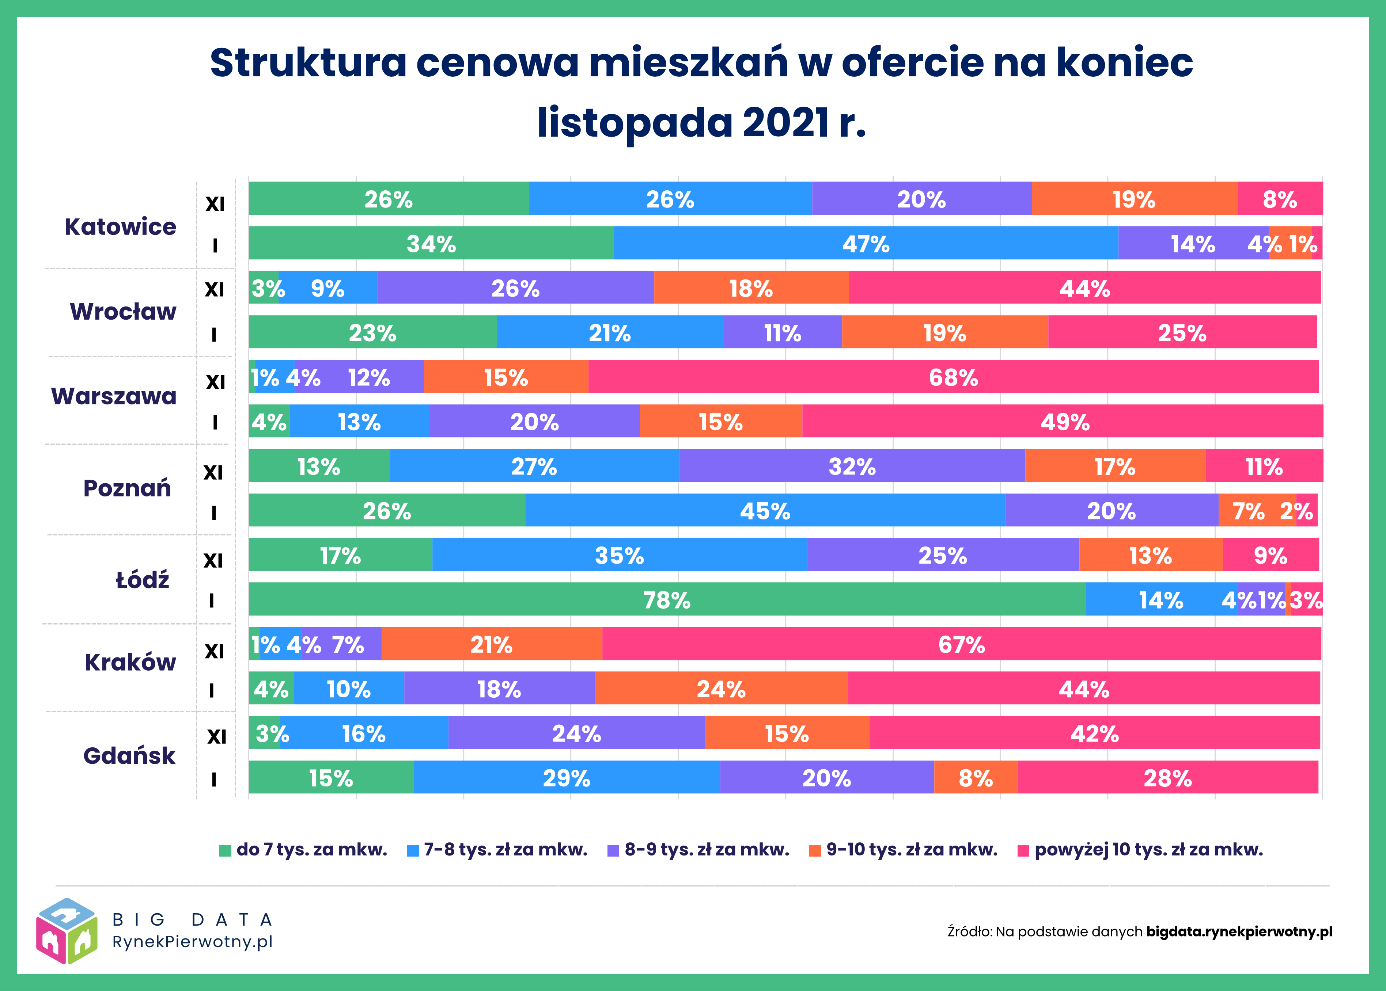 Struktura cenowa mieszkań w ofercie na koniec
listopada 2021 r.
Katowice
XI 26% 26% 20% 19% 8%
I 34% 47% 14% 4% 1%
Wrocław
XI 3% 9% 26% 18% 44%
I 23% 21% 11% 19% 25%
Warszawa
XI 1% 4% 12% 15% 68%
I 4% 13% 20% 15% 49%
Poznań
XI 13% 27% 32% 17% 11%
I 26% 45% 20% 7% 2%
Łódź
XI 17% 35% 25% 13% 9%
I 78% 14% 4% 1% 3%
Kraków
XI 1% 4% 7% 21% 67%
I 4% 10% 18% 24% 44%
Gdańsk
XI 3% 16% 24% 15% 42%
I 15% 29% 20% 8% 28%
do 7 tys. za mkw. 7-8 tys. zł za mkw. 8-9 tys. zł za mkw. 9-10 tys. zł za mkw. powyżej 10 tys. zł za mkw.
BIG DATA
RynekPierwotny.pl
Źródło: Na podstawie danych bigdata.rynekpierwotny.pl